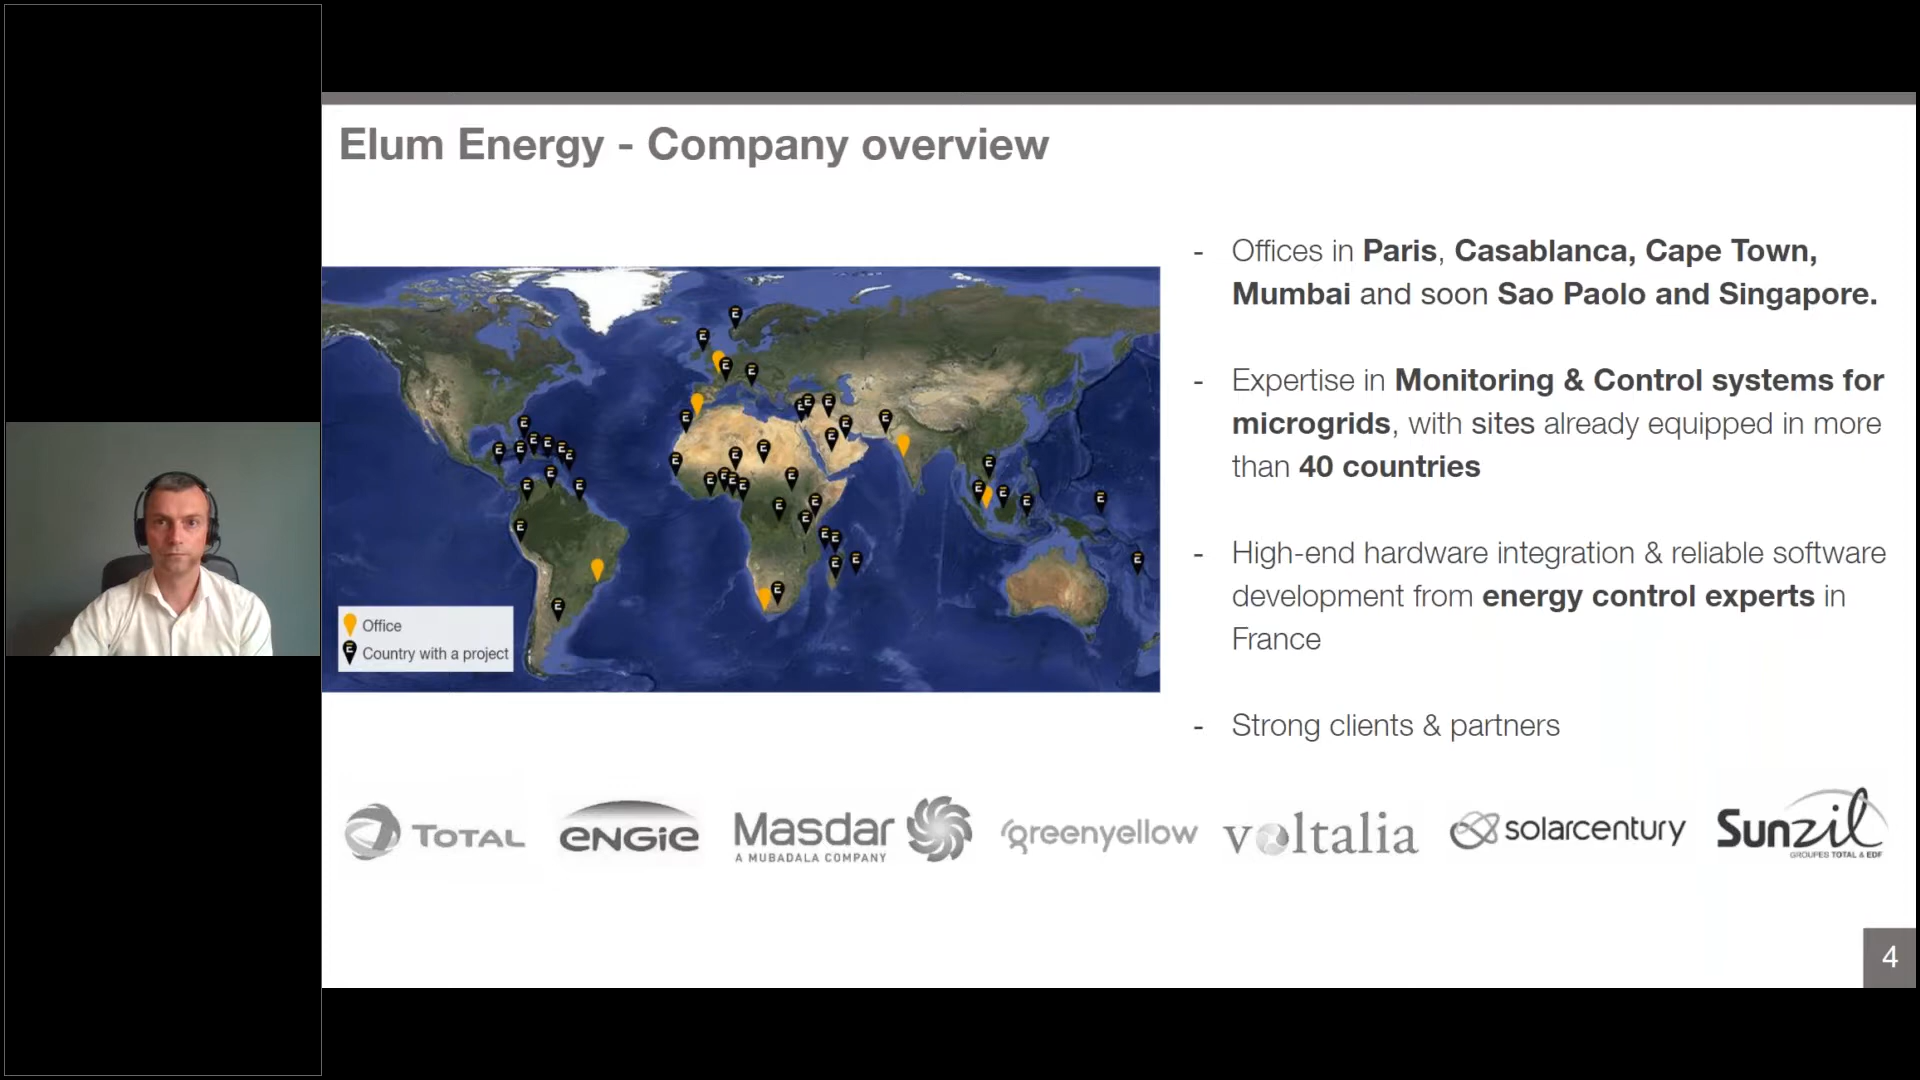 Elum Energy - Company overview
- Offices in Paris, Casablanca, Cape Town,
Mumbai and soon Sao Paolo and Singapore.
- Expertise in Monitoring & Control systems for
microgrids, with sites already equipped in more
than 40 countries
- High-end hardware integration & reliable software
development from energy control experts in
France
- Strong clients & partners
Office
Country with a project
TOTAL
ENGIE
Masdar
A MUBADALA COMPANY
greenyellow
voltalia
solarcentury
Sunzil
GROUPES TOTAL & EDF
4